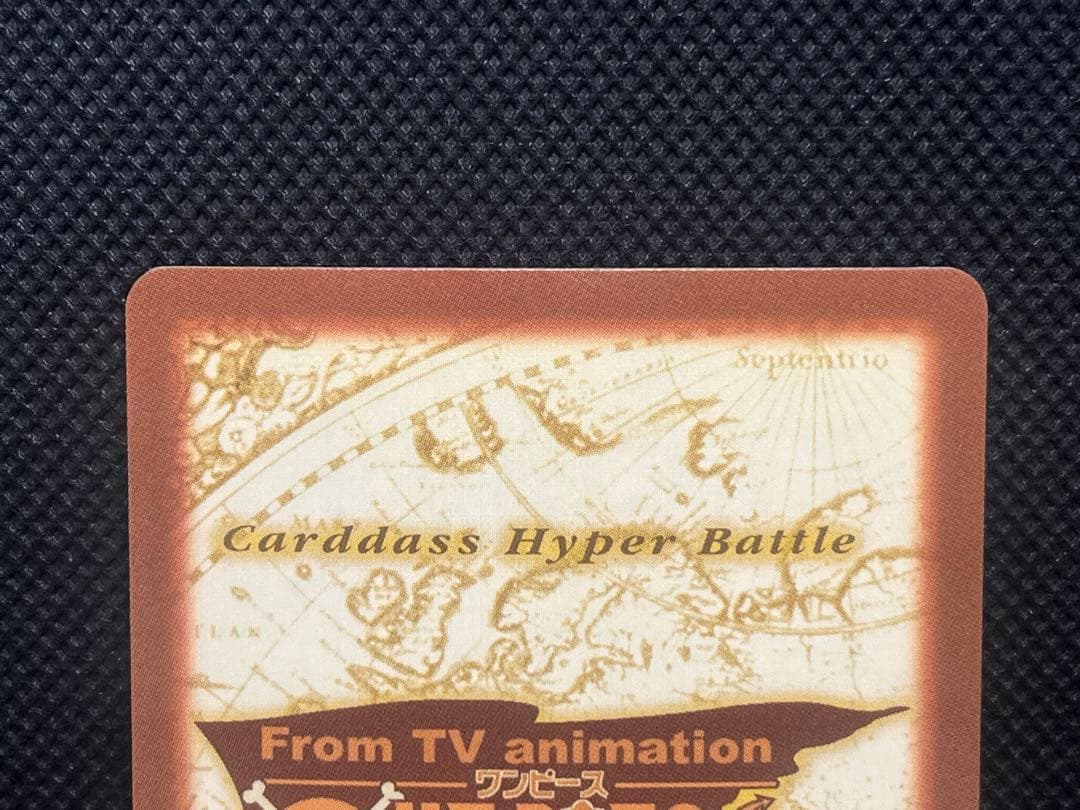 Septentrio
Carddass Hyper Battle
From TV animation
ワンピース